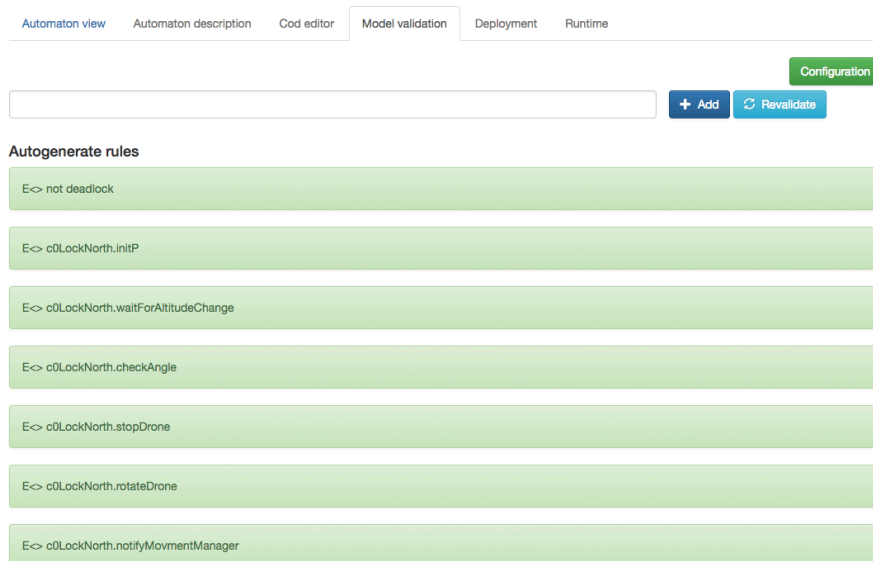 Automaton view Automaton description Cod editor Model validation Deployment Runtime
Configuration
+ Add Revalidate
Autogenerate rules
E<> not deadlock
E<> c0LockNorth.initP
E<> c0LockNorth.waitForAltitudeChange
E<> c0LockNorth.checkAngle
E<> c0LockNorth.stopDrone
E<> c0LockNorth.rotateDrone
E<> c0LockNorth.notifyMovmentManager